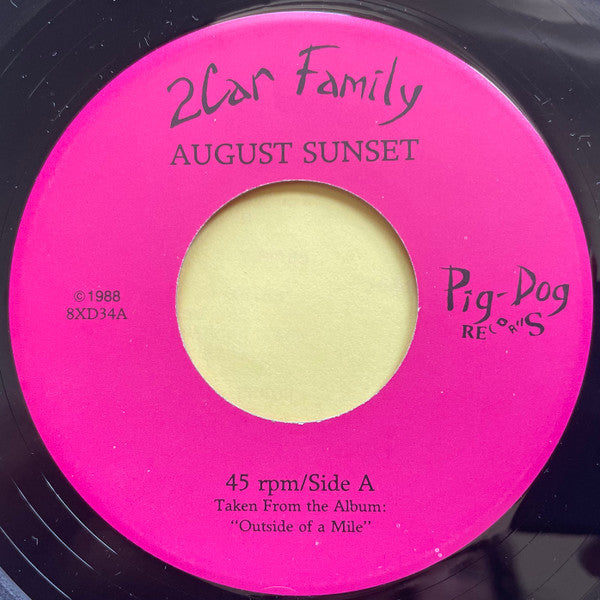 2Car Family
AUGUST SUNSET
©1988
8XD34A
Pig-Dog
RECORDS
45 rpm/Side A
Taken From the Album:
"Outside of a Mile"